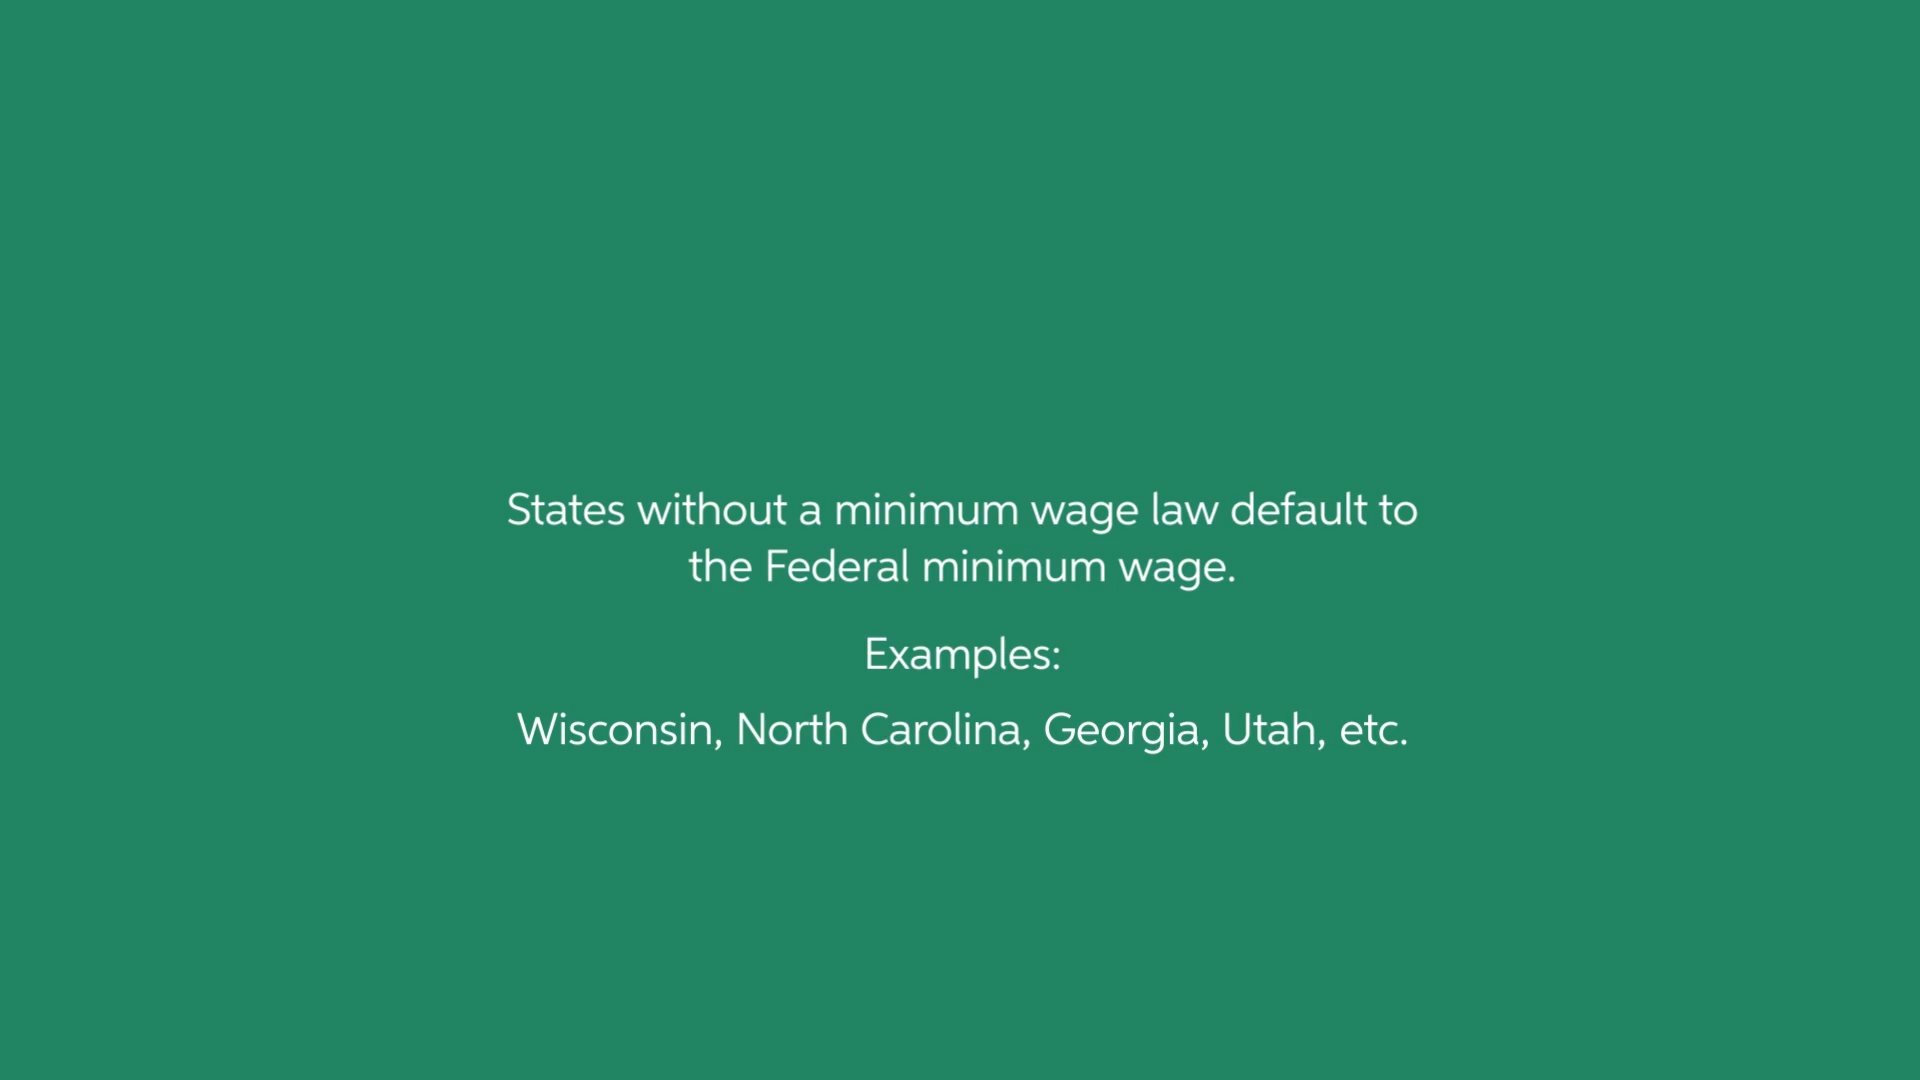 States without a minimum wage law default to
the Federal minimum wage.
Examples:
Wisconsin, North Carolina, Georgia, Utah, etc.